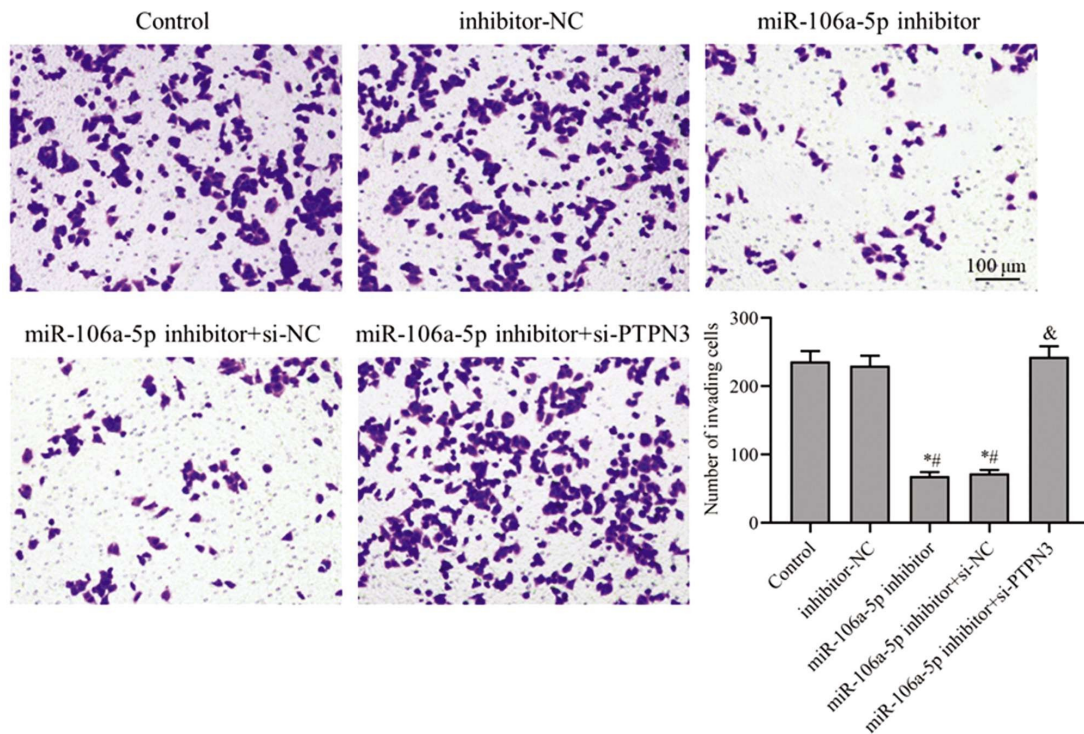 Control
inhibitor-NC
miR-106a-5p inhibitor
100 μm
miR-106a-5p inhibitor+si-NC
miR-106a-5p inhibitor+si-PTPN3
Number of invading cells
300
200
100
0
*#
*#
&
Control
inhibitor-NC
miR-106a-5p inhibitor
miR-106a-5p inhibitor+si-NC
miR-106a-5p inhibitor+si-PTPN3